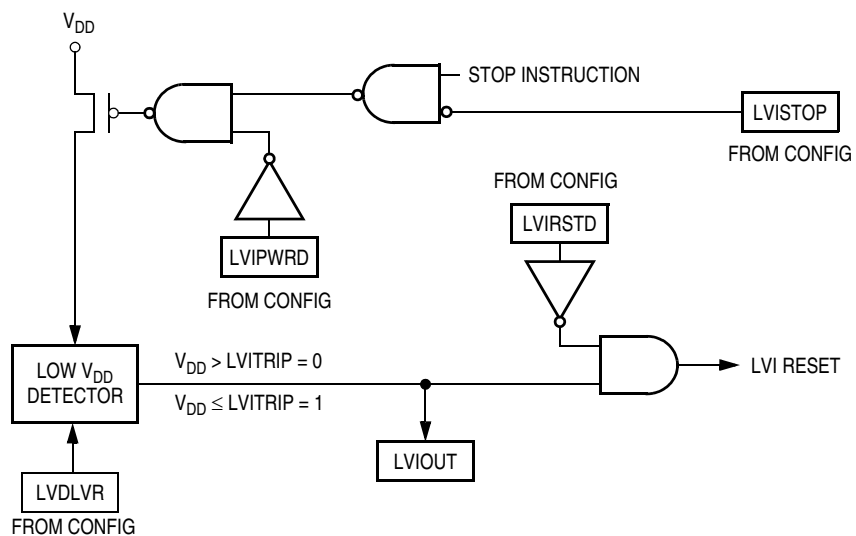 VDD
STOP INSTRUCTION
LVISTOP
FROM CONFIG
FROM CONFIG
LVIRSTD
LVIPWRD
FROM CONFIG
LOW VDD
DETECTOR
VDD > LVITRIP = 0
VDD ≤ LVITRIP = 1
LVI RESET
LVIOUT
LVDLVR
FROM CONFIG